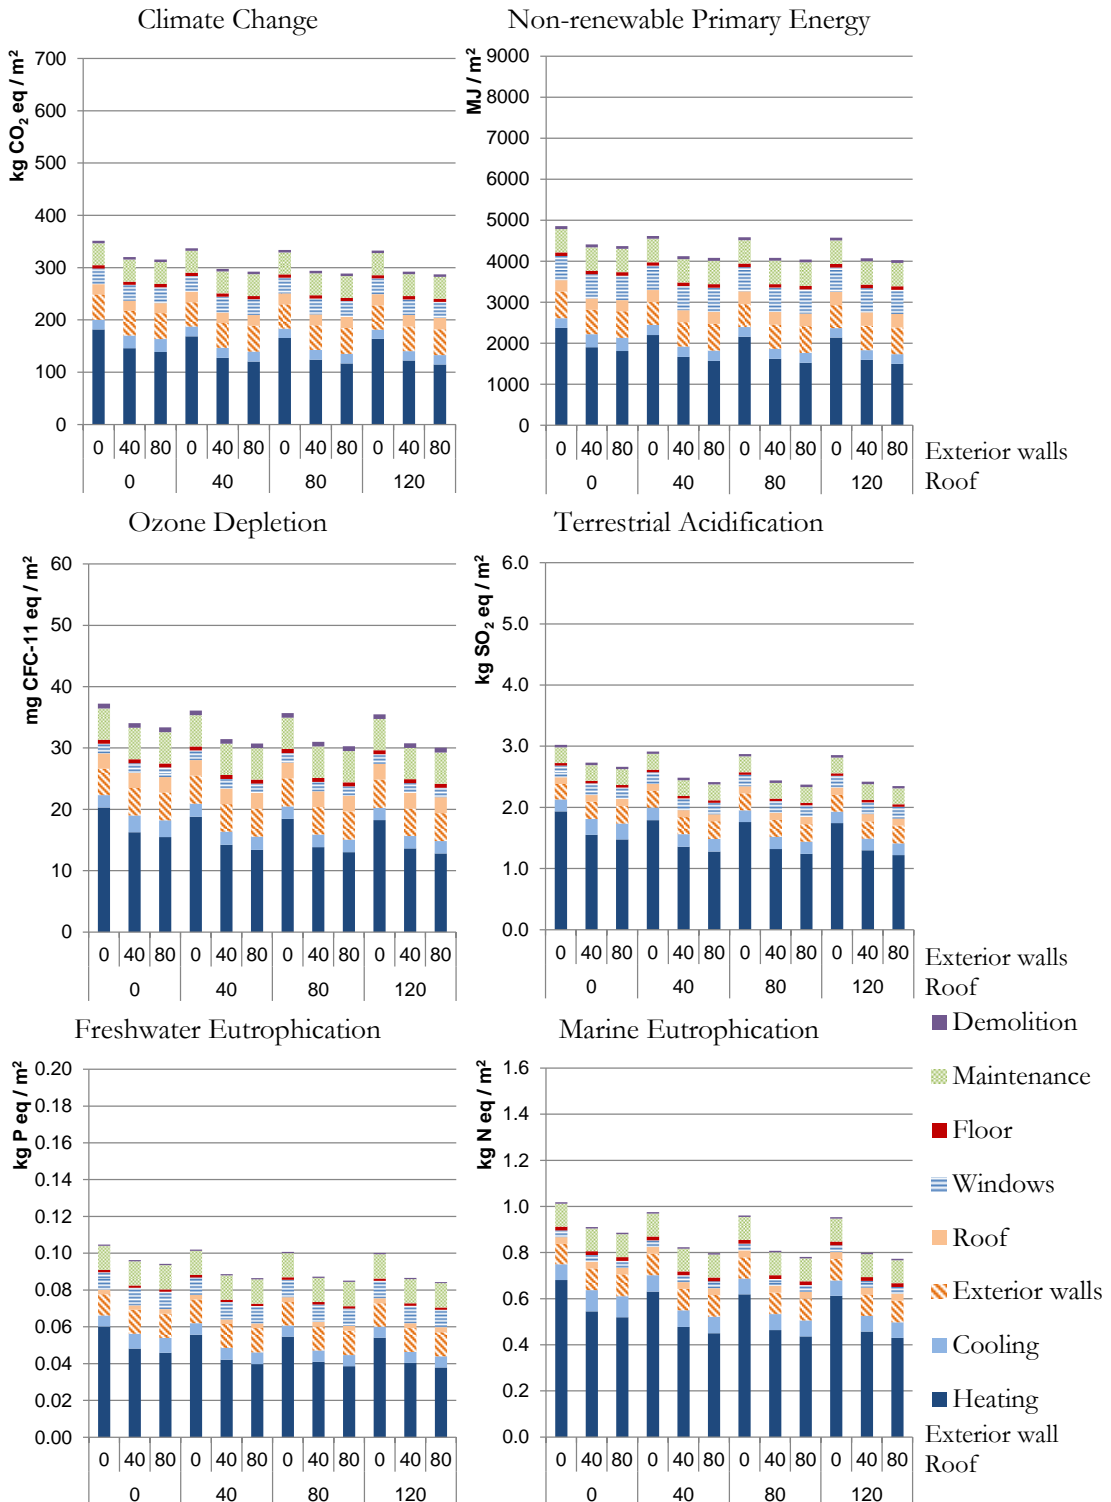 Climate Change
kg CO2 eq / m²
700
600
500
400
300
200
100
0
0 40 80 0 40 80 0 40 80 0 40 80
0 40 80 120
Non-renewable Primary Energy
MJ / m²
9000
8000
7000
6000
5000
4000
3000
2000
1000
0
0 40 80 0 40 80 0 40 80 0 40 80
0 40 80 120
Exterior walls
Roof
Ozone Depletion
mg CFC-11 eq / m²
60
50
40
30
20
10
0
0 40 80 0 40 80 0 40 80 0 40 80
0 40 80 120
Terrestrial Acidification
kg SO2 eq / m²
6.0
5.0
4.0
3.0
2.0
1.0
0.0
0 40 80 0 40 80 0 40 80 0 40 80
0 40 80 120
Exterior walls
Roof
Freshwater Eutrophication
kg P eq / m²
0.20
0.18
0.16
0.14
0.12
0.10
0.08
0.06
0.04
0.02
0.00
0 40 80 0 40 80 0 40 80 0 40 80
0 40 80 120
Marine Eutrophication
kg N eq / m²
1.6
1.4
1.2
1.0
0.8
0.6
0.4
0.2
0.0
0 40 80 0 40 80 0 40 80 0 40 80
0 40 80 120
Demolition
Maintenance
Floor
Windows
Roof
Exterior walls
Cooling
Heating
Exterior wall
Roof